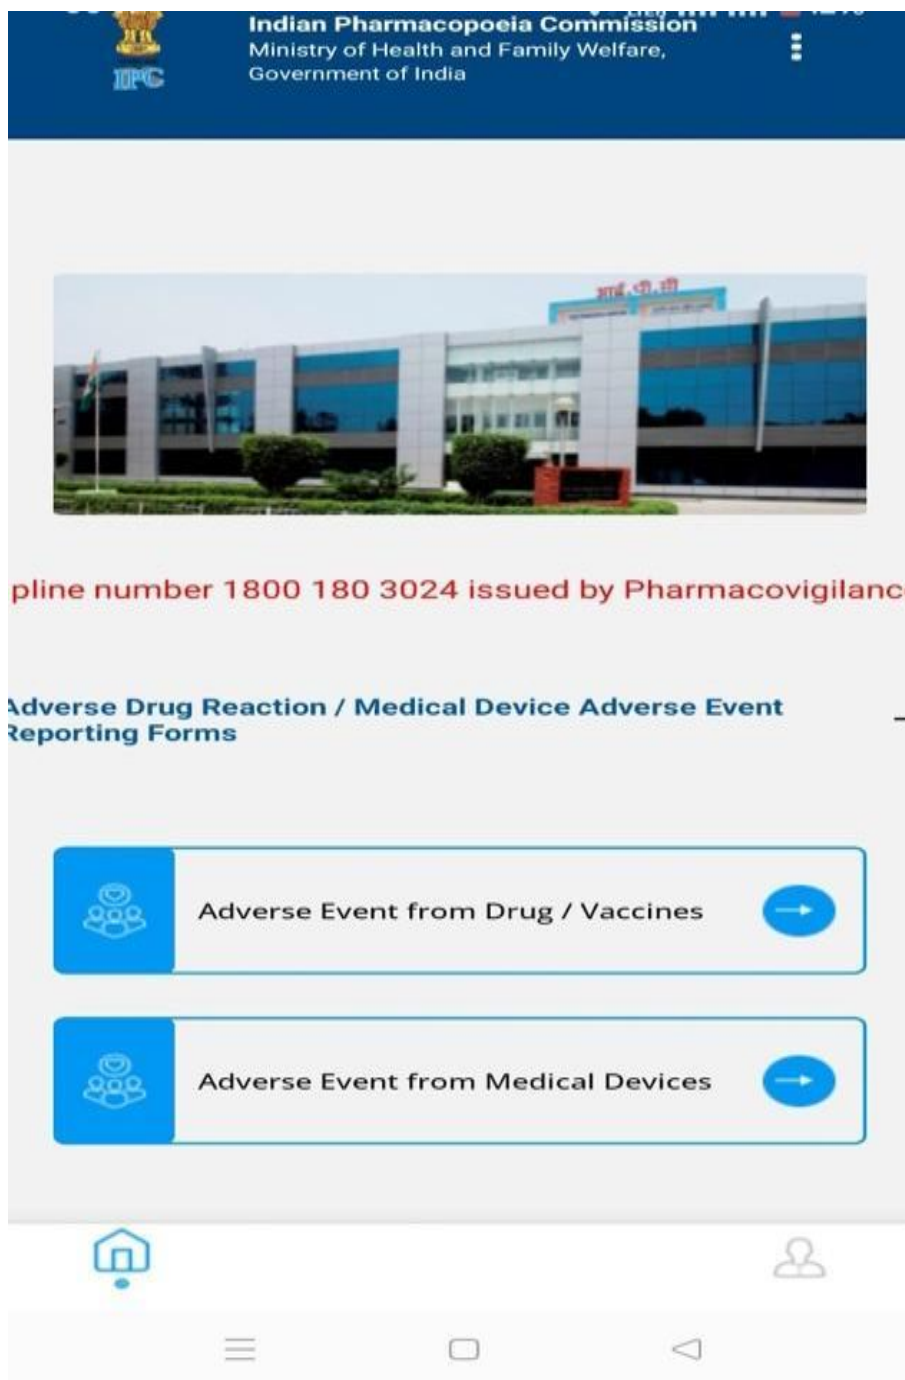 Indian Pharmacopoeia Commission
Ministry of Health and Family Welfare,
Government of India
IPC
आई.पी.सी
pline number 1800 180 3024 issued by Pharmacovigilanc
Adverse Drug Reaction / Medical Device Adverse Event
Reporting Forms
Adverse Event from Drug / Vaccines
Adverse Event from Medical Devices